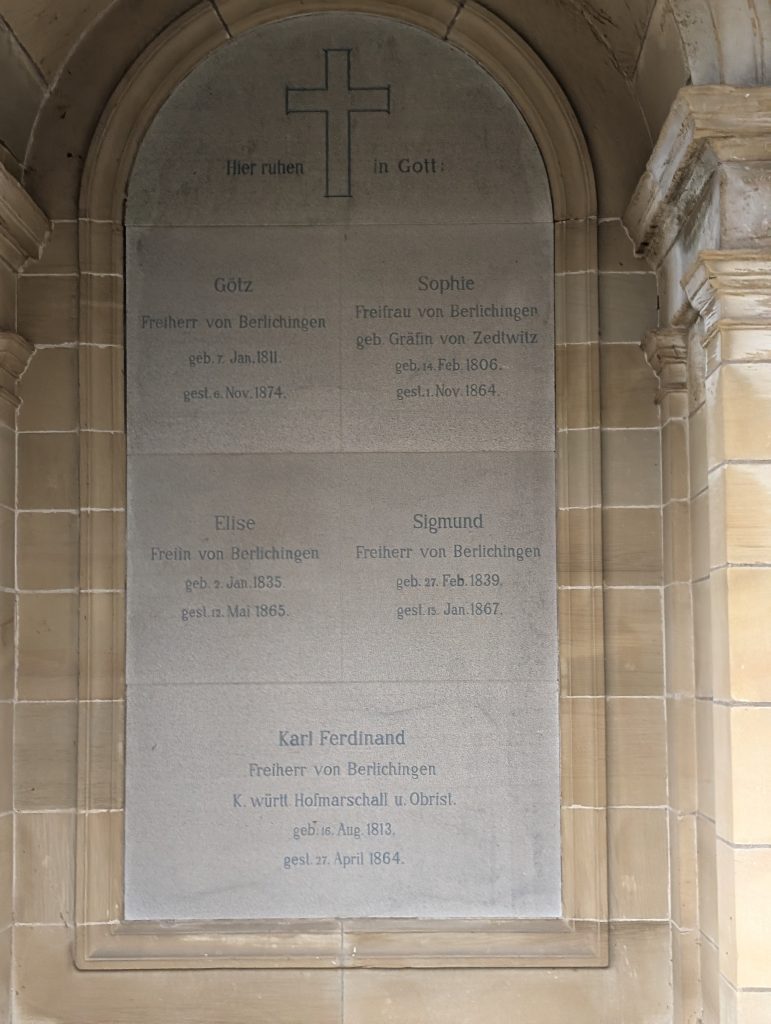 Hier ruhen in Gott:
Götz
Freiherr von Berlichingen
geb. 7. Jan. 1811.
gest. 6. Nov. 1874.
Sophie
Freifrau von Berlichingen
geb. Gräfin von Zedtwitz
geb. 14. Feb. 1806.
gest. 1. Nov. 1864.
Elise
Freiin von Berlichingen
geb. 2. Jan. 1835.
gest. 12. Mai 1865.
Sigmund
Freiherr von Berlichingen
geb. 27. Feb. 1839.
gest. 15. Jan. 1867.
Karl Ferdinand
Freiherr von Berlichingen
K. württ Hofmarschall u. Obrist.
geb. 16. Aug. 1813.
gest. 27. April 1864.